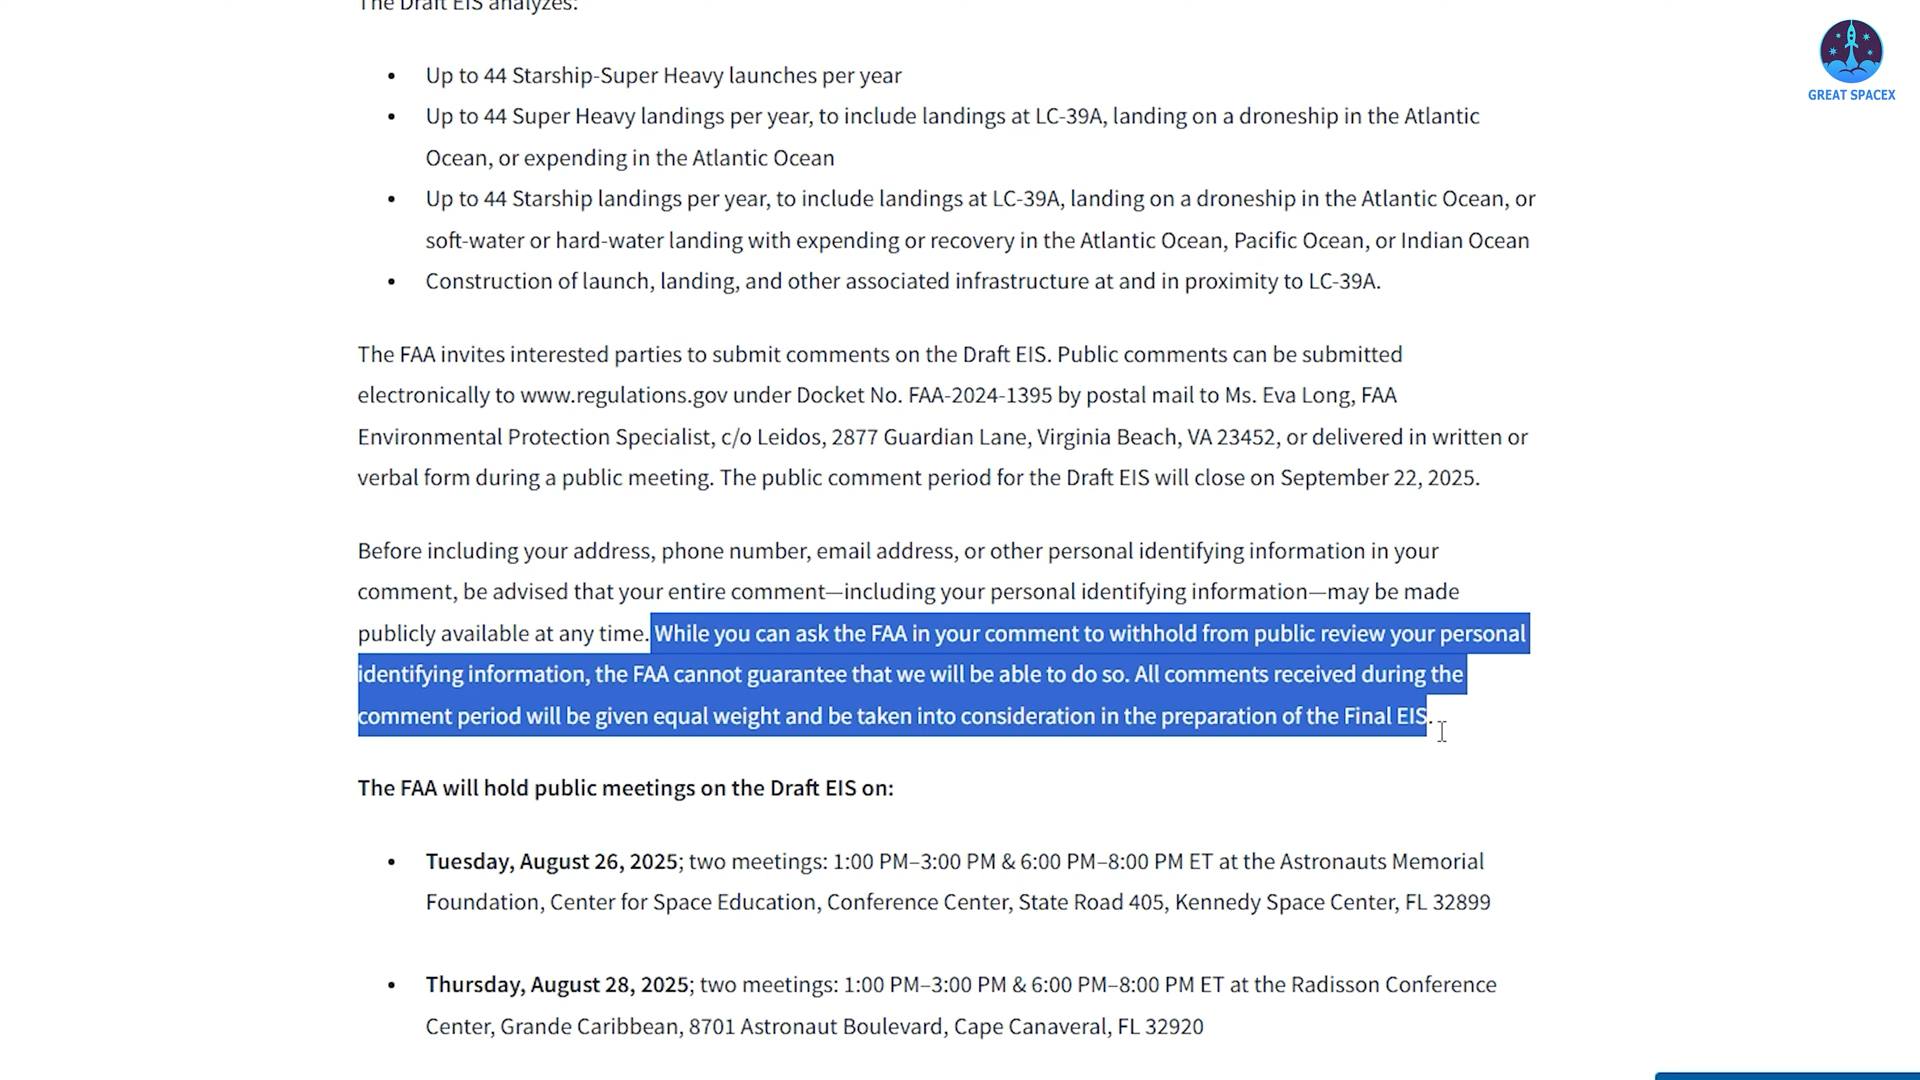 The Draft EIS analyzes:
GREAT SPACEX
• Up to 44 Starship-Super Heavy launches per year
• Up to 44 Super Heavy landings per year, to include landings at LC-39A, landing on a droneship in the Atlantic
Ocean, or expending in the Atlantic Ocean
• Up to 44 Starship landings per year, to include landings at LC-39A, landing on a droneship in the Atlantic Ocean, or
soft-water or hard-water landing with expending or recovery in the Atlantic Ocean, Pacific Ocean, or Indian Ocean
• Construction of launch, landing, and other associated infrastructure at and in proximity to LC-39A.
The FAA invites interested parties to submit comments on the Draft EIS. Public comments can be submitted
electronically to www.regulations.gov under Docket No. FAA-2024-1395 by postal mail to Ms. Eva Long, FAA
Environmental Protection Specialist, c/o Leidos, 2877 Guardian Lane, Virginia Beach, VA 23452, or delivered in written or
verbal form during a public meeting. The public comment period for the Draft EIS will close on September 22, 2025.
Before including your address, phone number, email address, or other personal identifying information in your
comment, be advised that your entire comment—including your personal identifying information—may be made
publicly available at any time. While you can ask the FAA in your comment to withhold from public review your personal
identifying information, the FAA cannot guarantee that we will be able to do so. All comments received during the
comment period will be given equal weight and be taken into consideration in the preparation of the Final EIS.
The FAA will hold public meetings on the Draft EIS on:
• Tuesday, August 26, 2025; two meetings: 1:00 PM–3:00 PM & 6:00 PM–8:00 PM ET at the Astronauts Memorial
Foundation, Center for Space Education, Conference Center, State Road 405, Kennedy Space Center, FL 32899
• Thursday, August 28, 2025; two meetings: 1:00 PM–3:00 PM & 6:00 PM–8:00 PM ET at the Radisson Conference
Center, Grande Caribbean, 8701 Astronaut Boulevard, Cape Canaveral, FL 32920